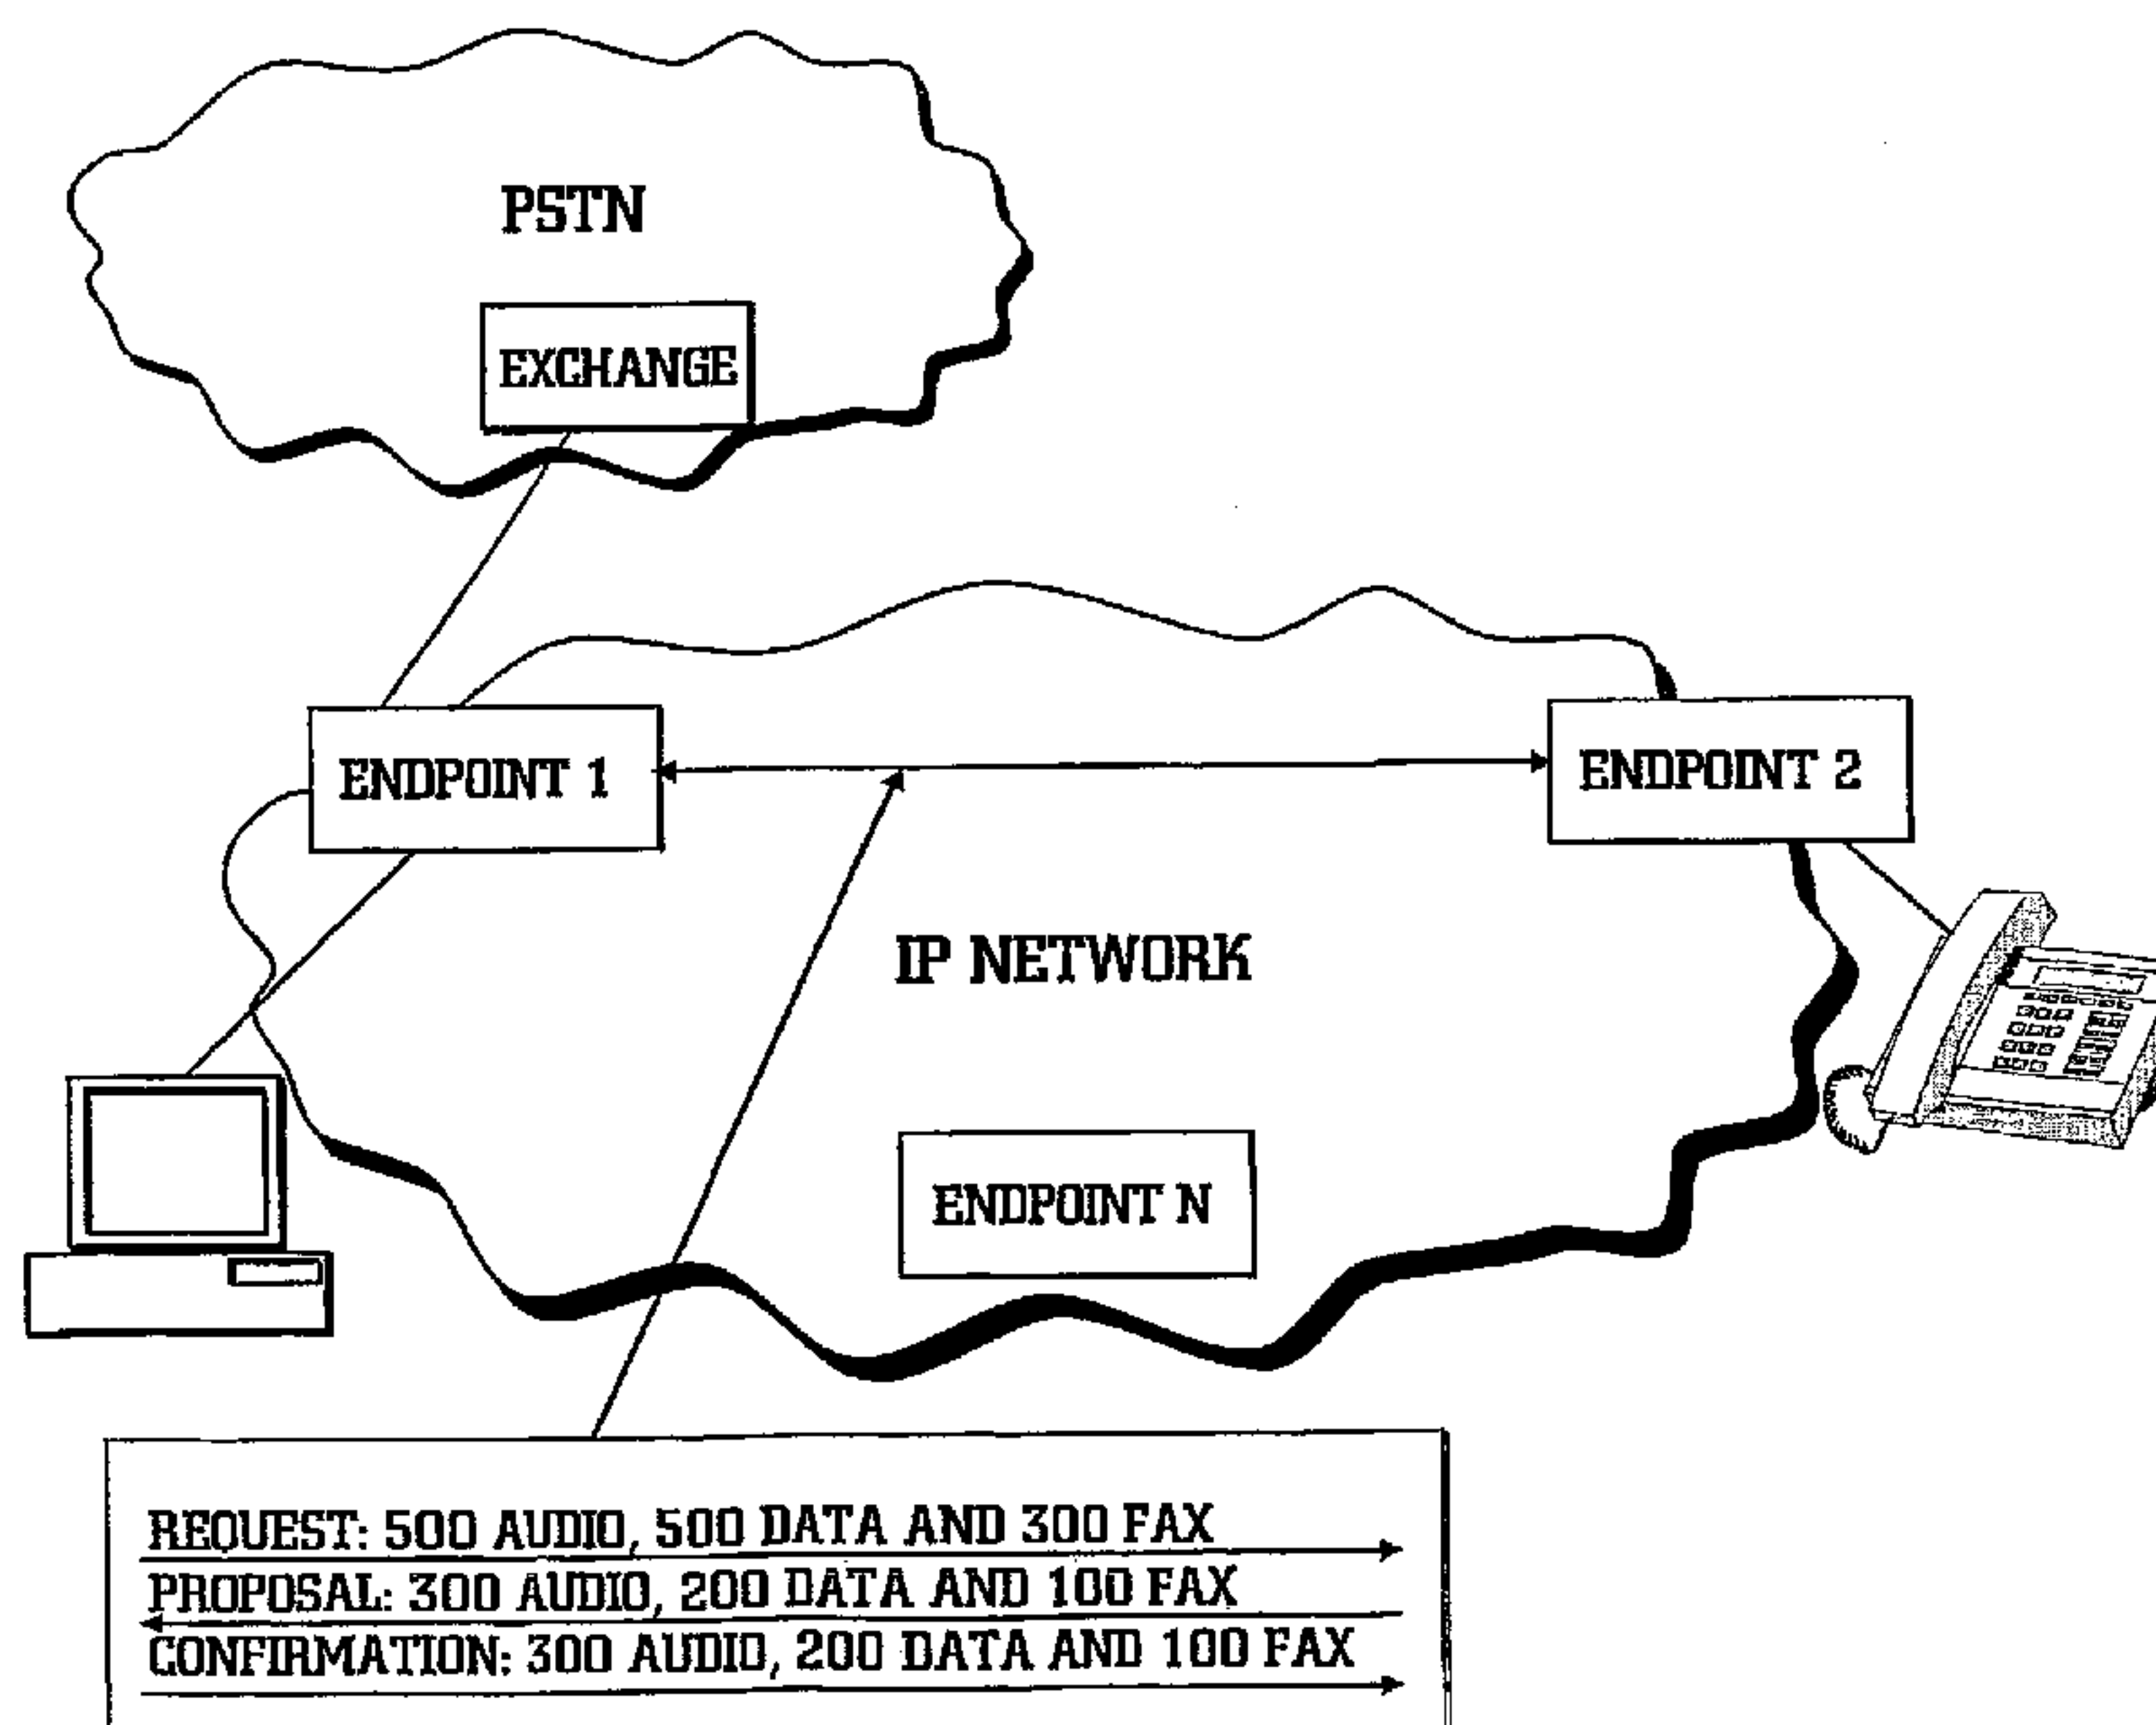 PSTN
EXCHANGE
ENDPOINT 1
ENDPOINT 2
IP NETWORK
ENDPOINT N
REQUEST: 500 AUDIO, 500 DATA AND 300 FAX
PROPOSAL: 300 AUDIO, 200 DATA AND 100 FAX
CONFIRMATION: 300 AUDIO, 200 DATA AND 100 FAX